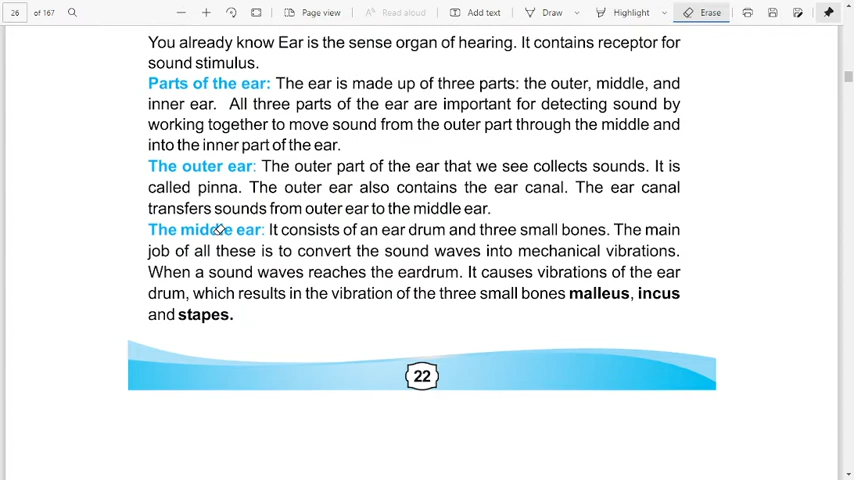 26 of 167 Page view Read aloud Add text Draw Highlight Erase
You already know Ear is the sense organ of hearing. It contains receptor for
sound stimulus.
Parts of the ear: The ear is made up of three parts: the outer, middle, and
inner ear. All three parts of the ear are important for detecting sound by
working together to move sound from the outer part through the middle and
into the inner part of the ear.
The outer ear: The outer part of the ear that we see collects sounds. It is
called pinna. The outer ear also contains the ear canal. The ear canal
transfers sounds from outer ear to the middle ear.
The middle ear: It consists of an ear drum and three small bones. The main
job of all these is to convert the sound waves into mechanical vibrations.
When a sound waves reaches the eardrum. It causes vibrations of the ear
drum, which results in the vibration of the three small bones malleus, incus
and stapes.
22